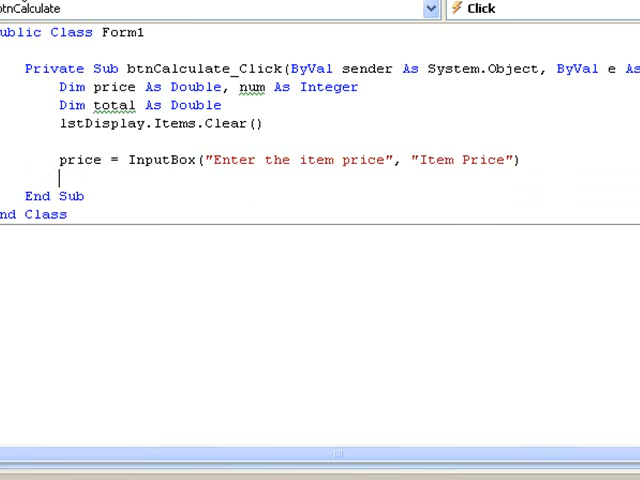 btnCalculate
Click
ublic Class Form1
Private Sub btnCalculate_Click(ByVal sender As System.Object, ByVal e As
Dim price As Double, num As Integer
Dim total As Double
lstDisplay.Items.Clear()
price = InputBox("Enter the item price", "Item Price")
End Sub
nd Class